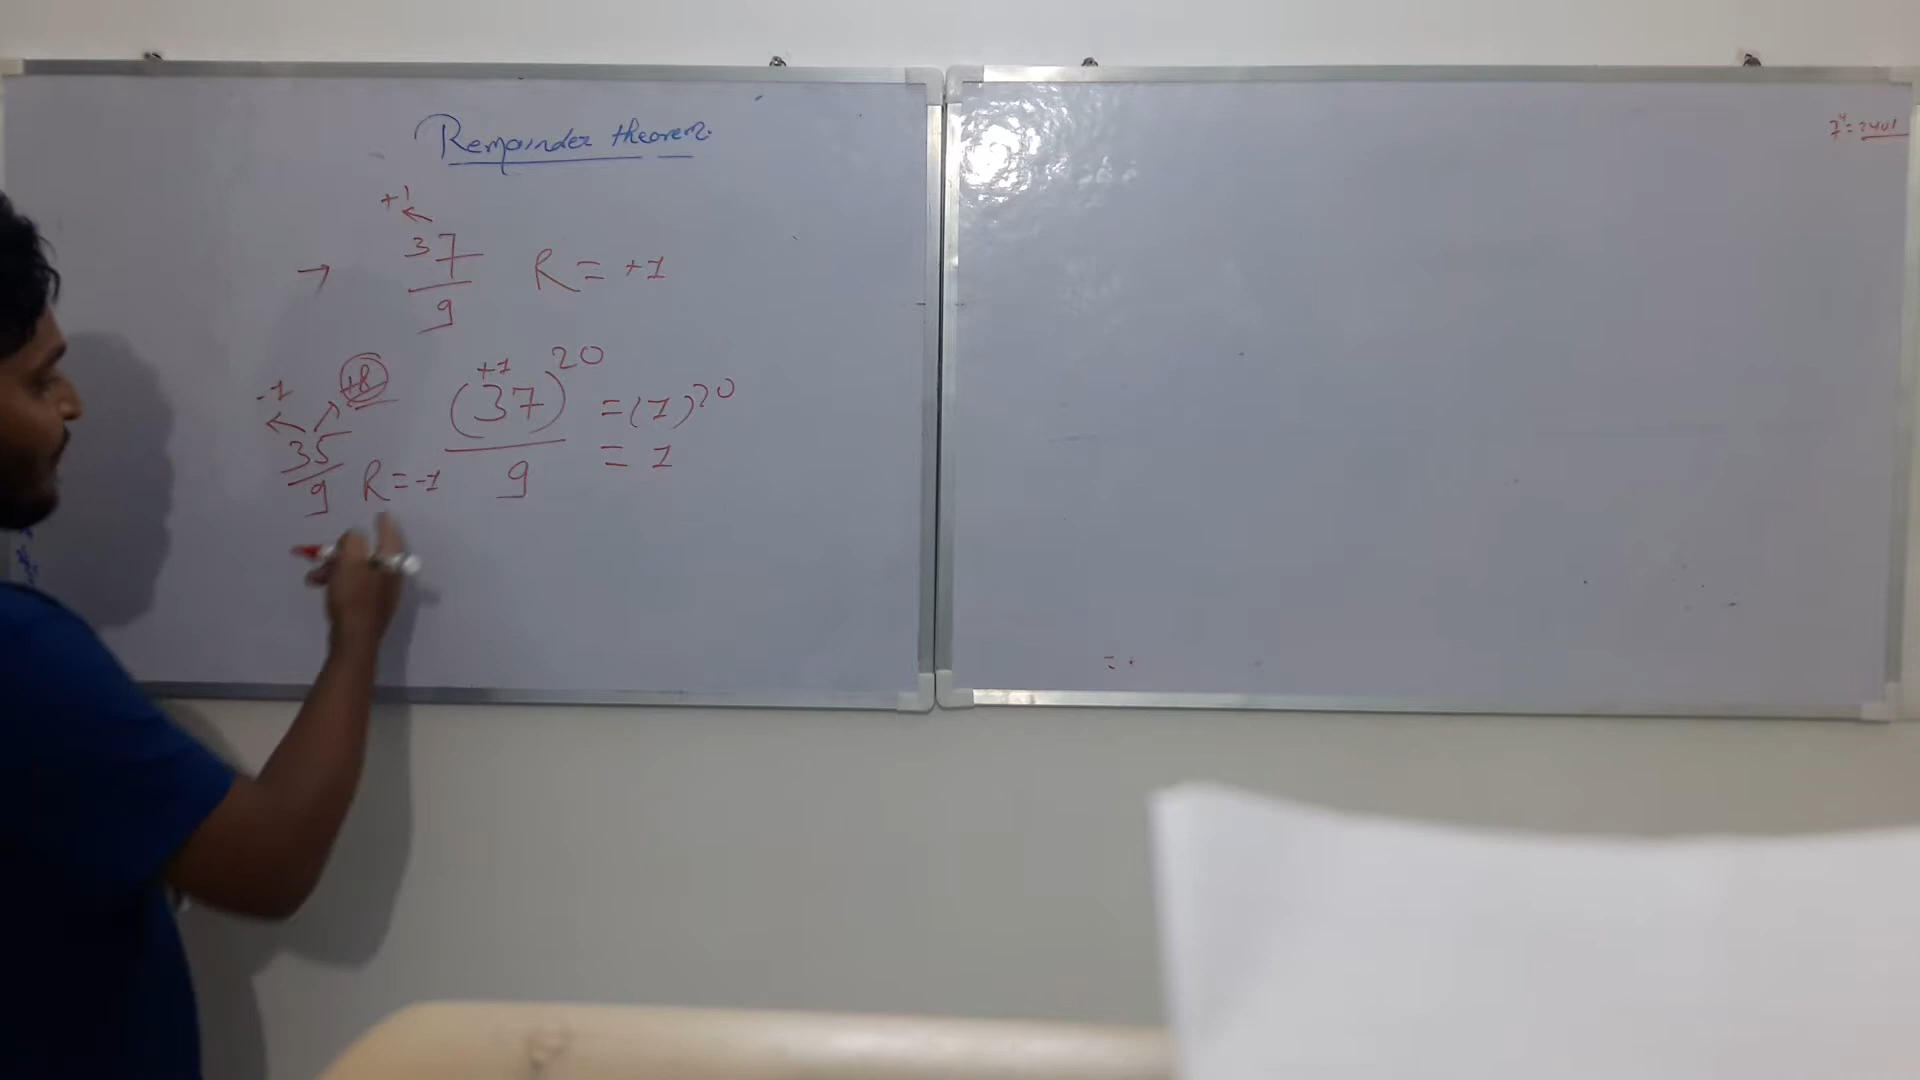 Remainder theorem.
+1
→ 37/9 R = +1
-1 +8 +1
35/9 R = -1 (37)^20/9 = (1)^20
= 1
7^4 = 2401
= .